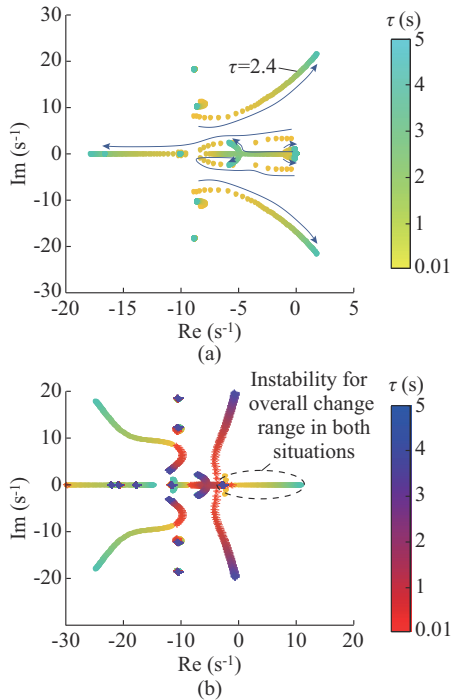 τ (s)
30
20
10
0
-10
-20
-30
Im (s⁻¹)
τ=2.4
5
4
3
2
1
0.01
-20 -15 -10 -5 0 5
Re (s⁻¹)
(a)
Instability for
overall change
range in both
situations
τ (s)
20
10
0
-10
-20
Im (s⁻¹)
5
4
3
2
1
0.01
-30 -20 -10 0 10 20
Re (s⁻¹)
(b)